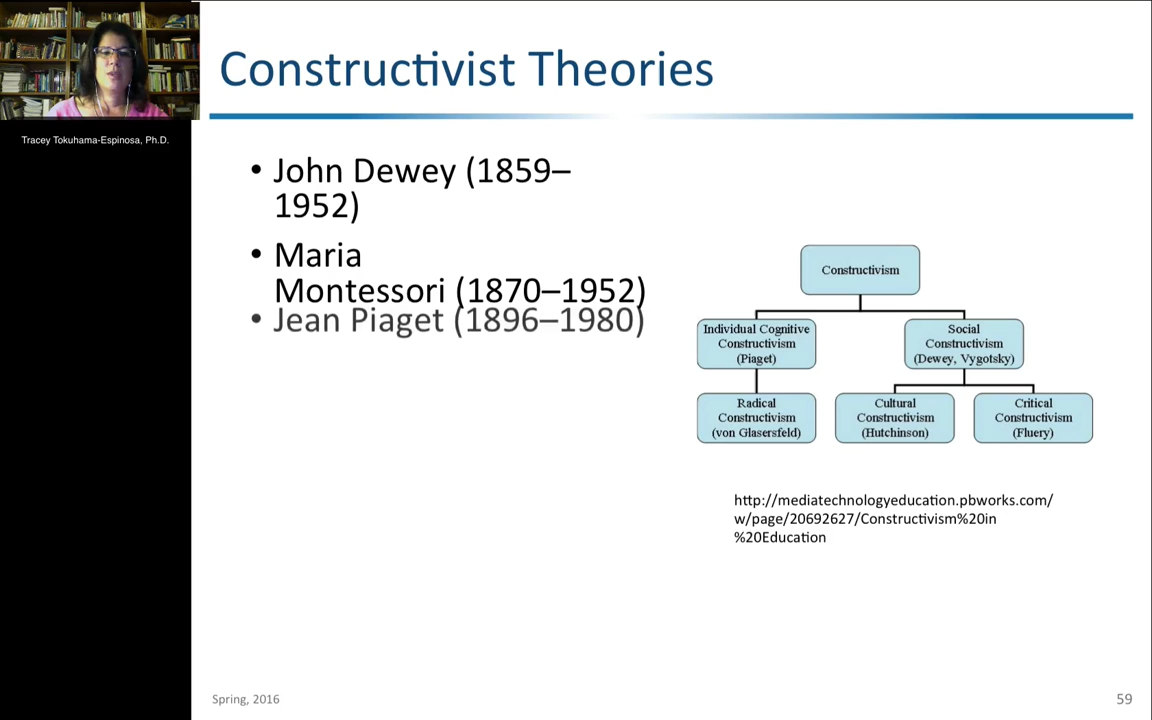 Constructivist Theories
Tracey Tokuhama-Espinosa, Ph.D.
• John Dewey (1859–
1952)
• Maria
Montessori (1870–1952)
• Jean Piaget (1896–1980)
Constructivism
Individual Cognitive
Constructivism
(Piaget)
Social
Constructivism
(Dewey, Vygotsky)
Radical
Constructivism
(von Glasersfeld)
Cultural
Constructivism
(Hutchinson)
Critical
Constructivism
(Fluery)
http://mediatechnologyeducation.pbworks.com/
w/page/20692627/Constructivism%20in
%20Education
Spring, 2016
59